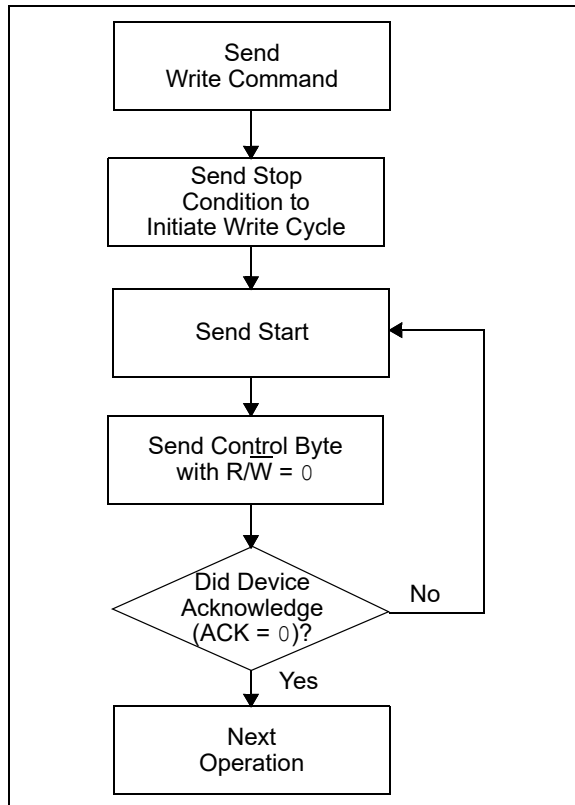 Send
Write Command
Send Stop
Condition to
Initiate Write Cycle
Send Start
Send Control Byte
with R/W̅ = 0
Did Device
Acknowledge
(ACK = 0)?
No
Yes
Next
Operation